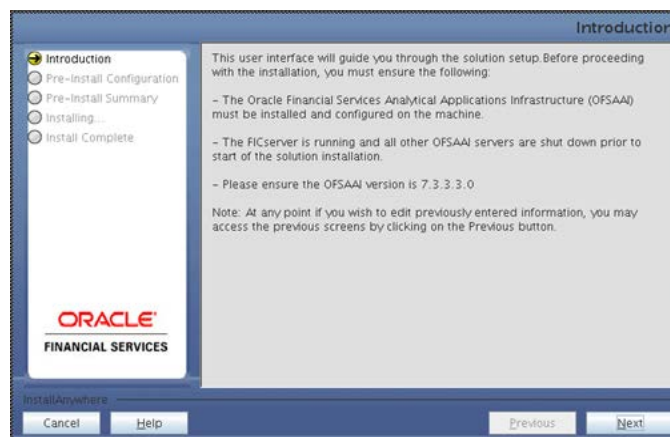 Introduction
Introduction
Pre-Install Configuration
Pre-Install Summary
Installing...
Install Complete
ORACLE
FINANCIAL SERVICES
This user interface will guide you through the solution setup.Before proceeding
with the installation, you must ensure the following:
- The Oracle Financial Services Analytical Applications Infrastructure (OFSAAI)
must be installed and configured on the machine.
- The FICserver is running and all other OFSAAI servers are shut down prior to
start of the solution installation.
- Please ensure the OFSAAI version is 7.3.3.3.0
Note: At any point if you wish to edit previously entered information, you may
access the previous screens by clicking on the Previous button.
InstallAnywhere
Cancel
Help
Previous
Next